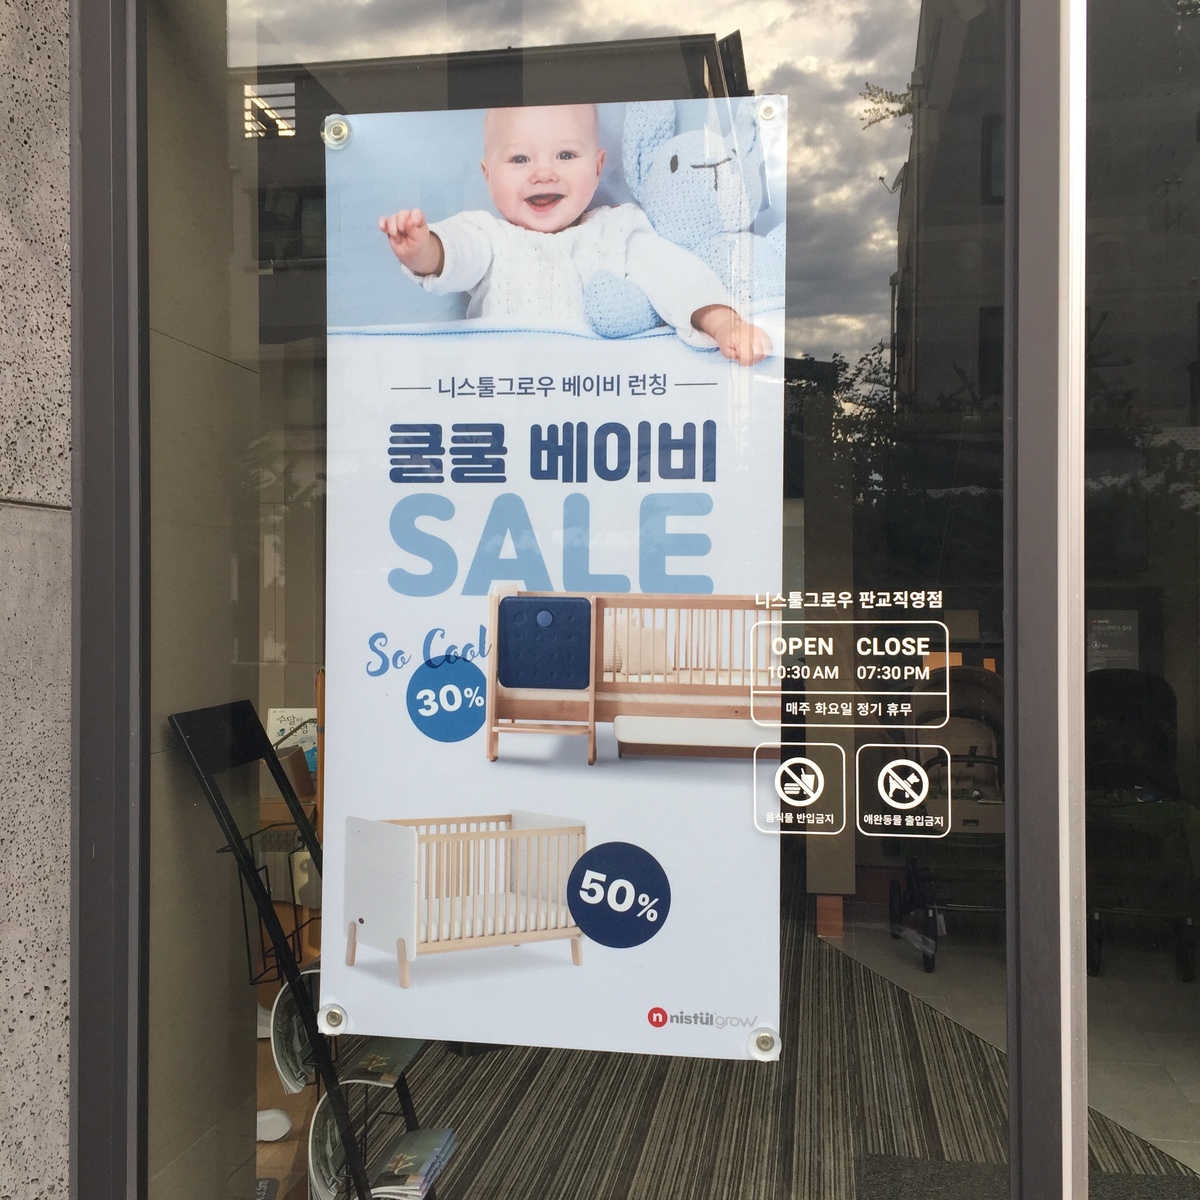 니스툴그로우 베이비 런칭
쿨쿨 베이비
SALE
So Cool
30%
50%
n nistül grow
니스툴그로우 판교직영점
OPEN CLOSE
10:30 AM 07:30 PM
매주 화요일 정기 휴무
음식물 반입금지
애완동물 출입금지